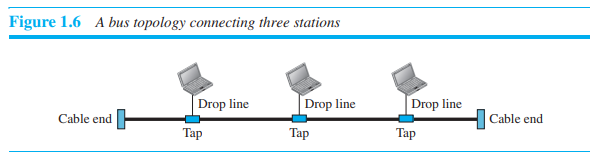 Figure 1.6 A bus topology connecting three stations
Drop line Drop line Drop line
Cable end Cable end
Tap Tap Tap